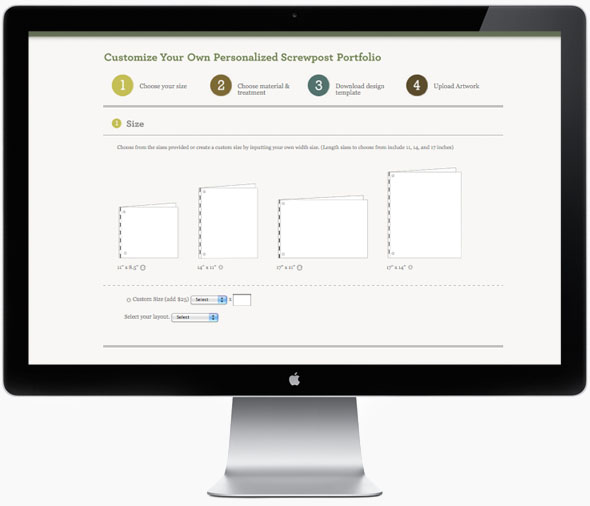 Customize Your Own Personalized Screwpost Portfolio
1 Choose your size
2 Choose material &
treatment
3 Download design
template
4 Upload Artwork
Size
Choose from the sizes provided or create a custom size by inputting your own width size. (Length sizes to choose from include 11, 14, and 17 inches)
11" x 8.5"
14" x 11"
17" x 11"
17" x 14"
Custom Size (add $25) Select x
Select your layout. Select